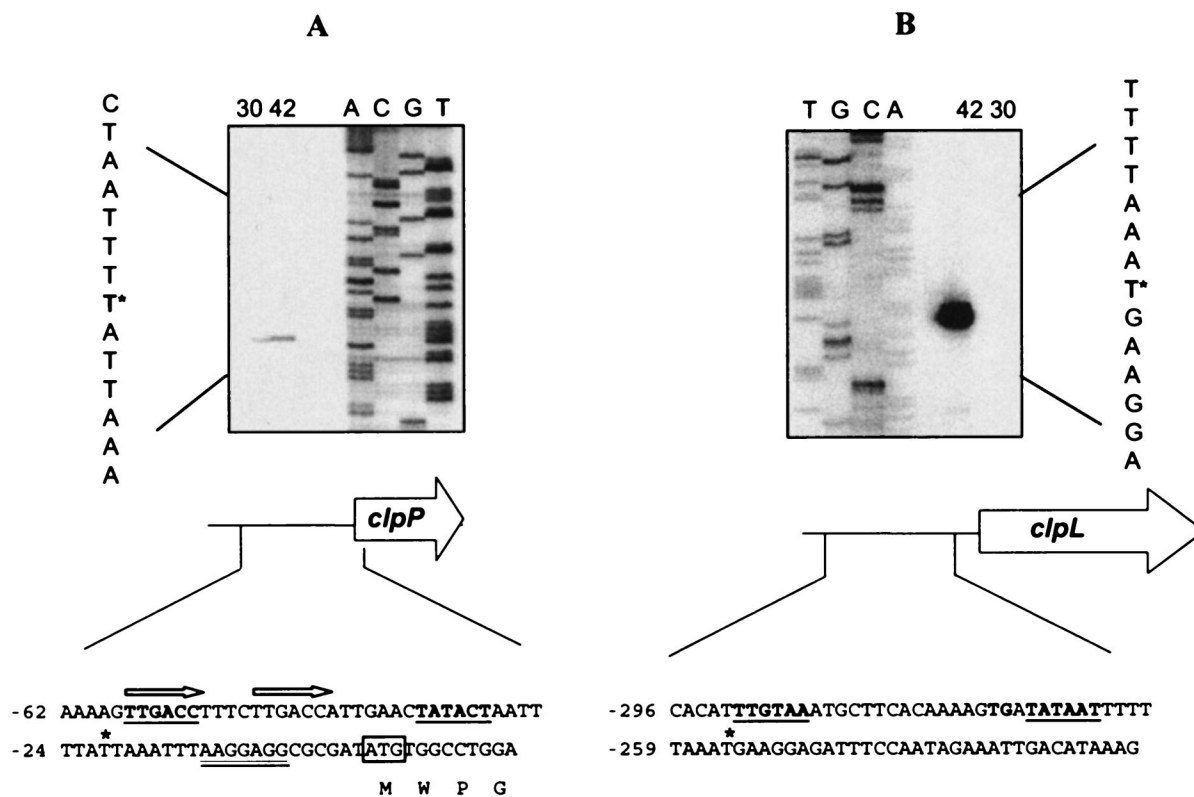 A
B
30 42 A C G T
T G C A 42 30
C
T
A
A
T
T
T
T*
A
T
T
A
A
A
T
T
T
T
A
A
A
T*
G
A
A
G
G
A
clpP
clpL
-62 AAAAGTTGACCTTTCTTGACCATTGAACTATACTAATT
*
-24 TTATTAAATTTAAGGAGGCGCGATATGTGGCCTGGA
M W P G
-296 CACATTTGTAAATGCTTCACAAAAGTGATATAATTTTT
*
-259 TAAATGAAGGAGATTTCCAATAGAAATTGACATAAAG